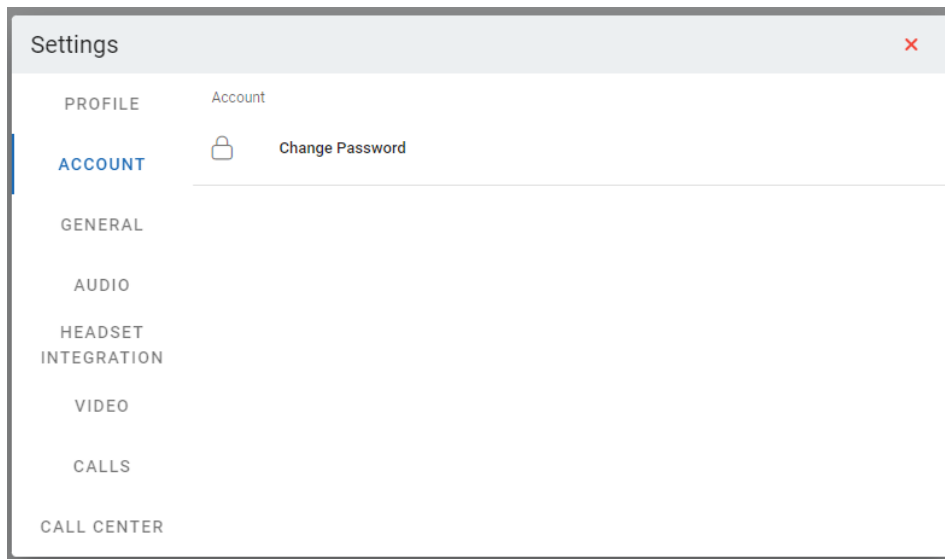 Settings
PROFILE
ACCOUNT
GENERAL
AUDIO
HEADSET
INTEGRATION
VIDEO
CALLS
CALL CENTER
Account
Change Password